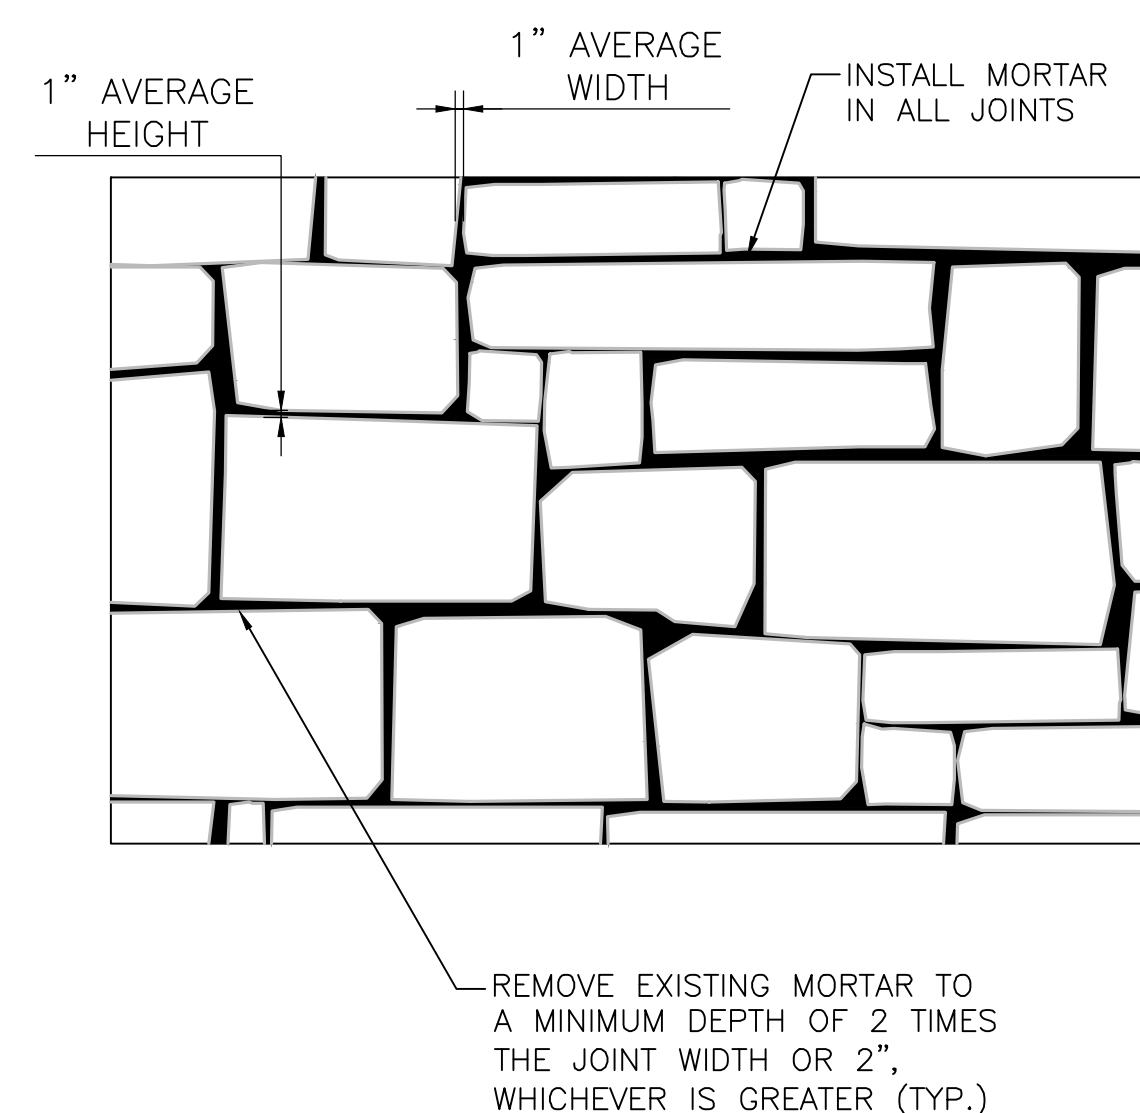 1” AVERAGE
HEIGHT
1” AVERAGE
WIDTH
INSTALL MORTAR
IN ALL JOINTS
REMOVE EXISTING MORTAR TO
A MINIMUM DEPTH OF 2 TIMES
THE JOINT WIDTH OR 2”,
WHICHEVER IS GREATER (TYP.)